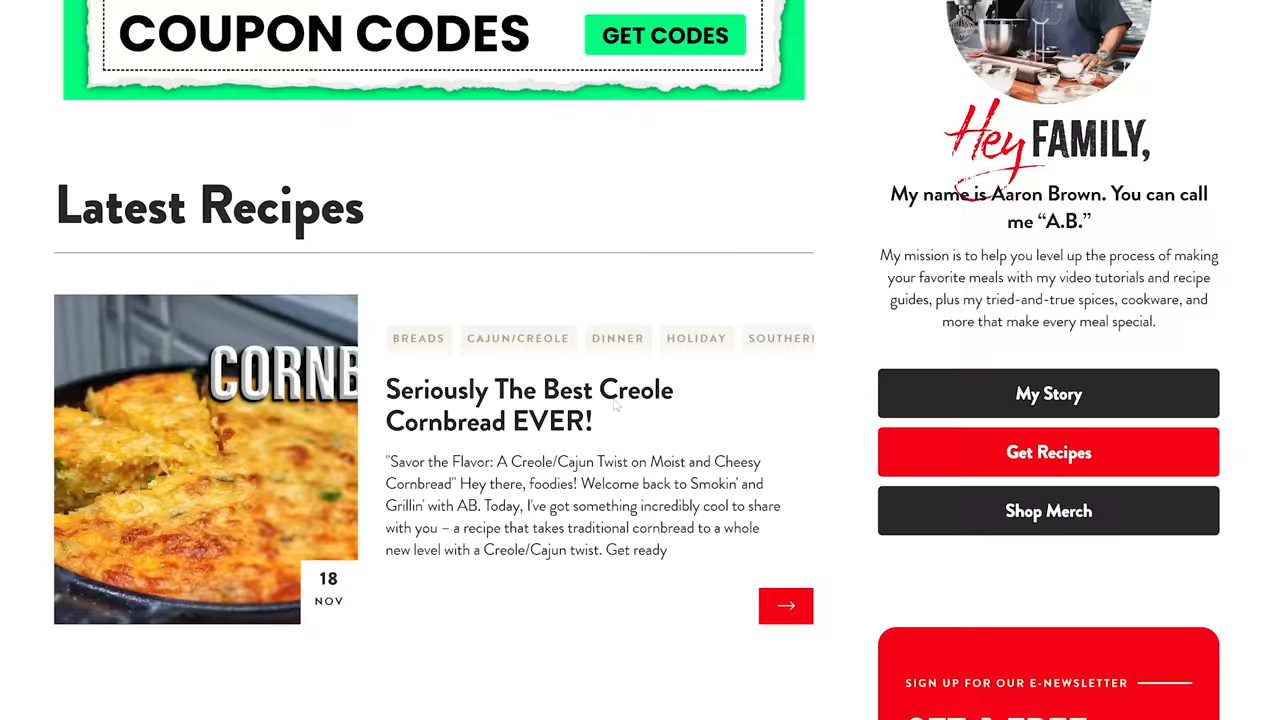 COUPON CODES
GET CODES
Latest Recipes
CORNB
18
NOV
BREADS
CAJUN/CREOLE
DINNER
HOLIDAY
SOUTHER
Seriously The Best Creole
Cornbread EVER!
"Savor the Flavor: A Creole/Cajun Twist on Moist and Cheesy
Cornbread" Hey there, foodies! Welcome back to Smokin' and
Grillin' with AB. Today, I've got something incredibly cool to share
with you – a recipe that takes traditional cornbread to a whole
new level with a Creole/Cajun twist. Get ready
Hey FAMILY,
My name is Aaron Brown. You can call
me “A.B.”
My mission is to help you level up the process of making
your favorite meals with my video tutorials and recipe
guides, plus my tried-and-true spices, cookware, and
more that make every meal special.
My Story
Get Recipes
Shop Merch
SIGN UP FOR OUR E-NEWSLETTER